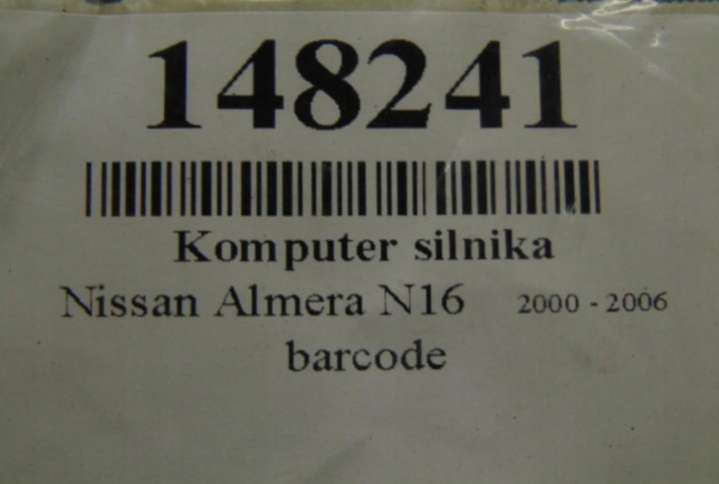 148241
Komputer silnika
Nissan Almera N16 2000 - 2006
barcode